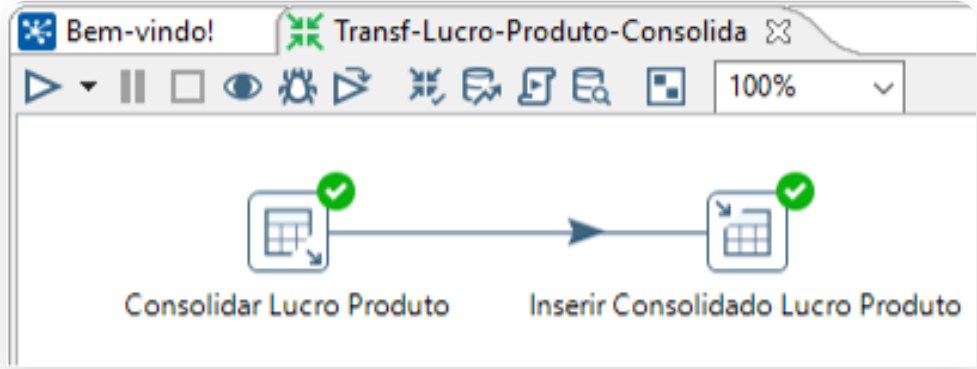 Bem-vindo!
Transf-Lucro-Produto-Consolida
100%
Consolidar Lucro Produto
Inserir Consolidado Lucro Produto